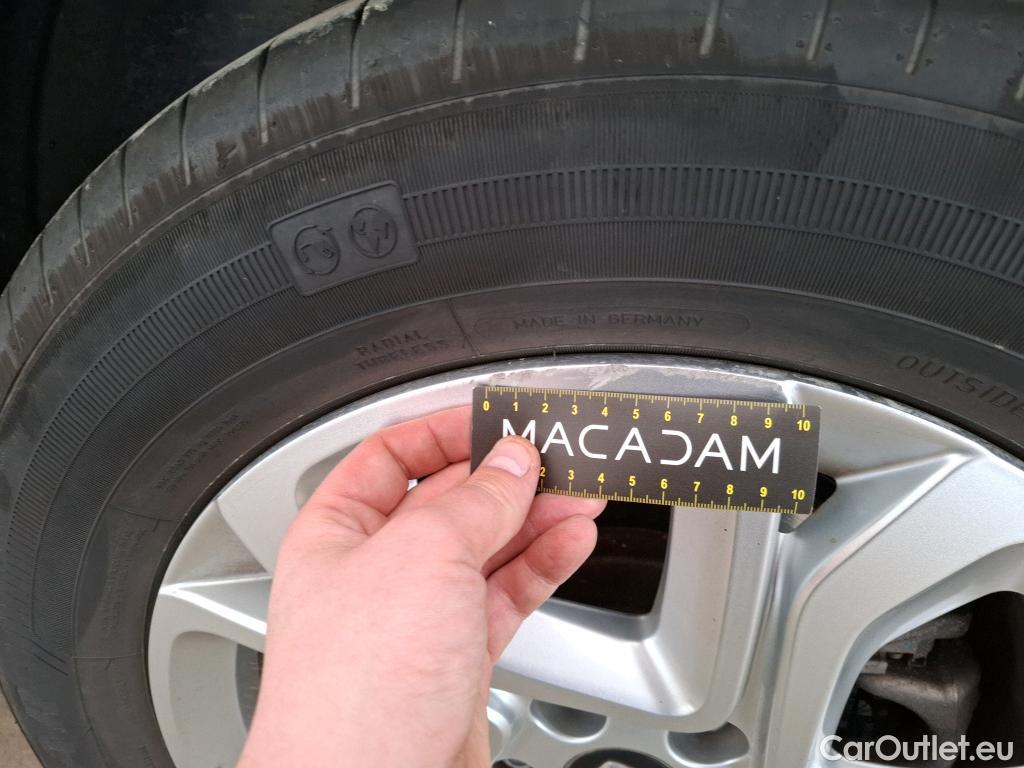 RADIAL
TUBELESS
MADE IN GERMANY
OUTSIDE
0 1 2 3 4 5 6 7 8 9 10
MACADAM
2 3 4 5 6 7 8 9 10
CarOutlet.eu